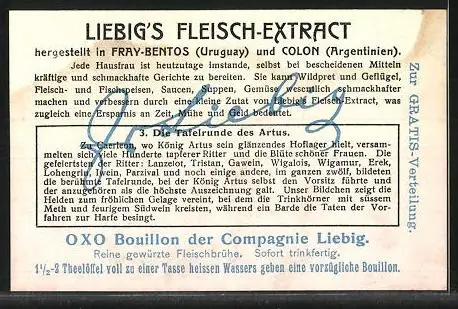 LIEBIG'S FLEISCH-EXTRACT
hergestellt in FRAY-BENTOS (Uruguay) und COLON (Argentinien).
Jede Hausfrau ist heutzutage imstande, selbst bei bescheidenen Mitteln
kräftige und schmackhafte Gerichte zu bereiten. Sie kann Wildpret und Geflügel,
Fleisch- und Fischspeisen, Saucen, Suppen, Gemüse wesentlich schmackhafter
machen und würzen durch eine kleine Zutat von Liebig's Fleisch-Extract, was
zugleich eine Ersparnis an Zeit, Mühe und Geld bedeutet.
J. v. Liebig
3. Die Tafelrunde des Artus.
Zu Caerleon, wo König Artus sein glänzendes Hoflager hielt, versam-
melten sich viele Hunderte tapferer Ritter und die Blüte schöner Frauen. Die
gefeiertsten der Ritter: Lanzelot, Tristan, Gawein, Wigalois, Wigamur, Erek,
Lohengrin, Iwein, Parzival und noch einige andere, im ganzen zwölf, bildeten
die berühmte Tafelrunde, bei der König Artus selbst den Vorsitz führte und
der anzugehören als die höchste Auszeichnung galt. Unser Bildchen zeigt die
Helden zum fröhlichen Gelage vereint, bei dem die Trinkhörner mit süssem
Meth und feurigem Südwein kreisten, während ein Barde die Taten der Vor-
fahren zur Harfe besingt.
OXO Bouillon der Compagnie Liebig.
Reine gewürzte Fleischbrühe. Sofort trinkfertig.
1½-2 Theelöffel voll zu einer Tasse heissen Wassers geben eine vorzügliche Bouillon.
Zur GRATIS-Verteilung.